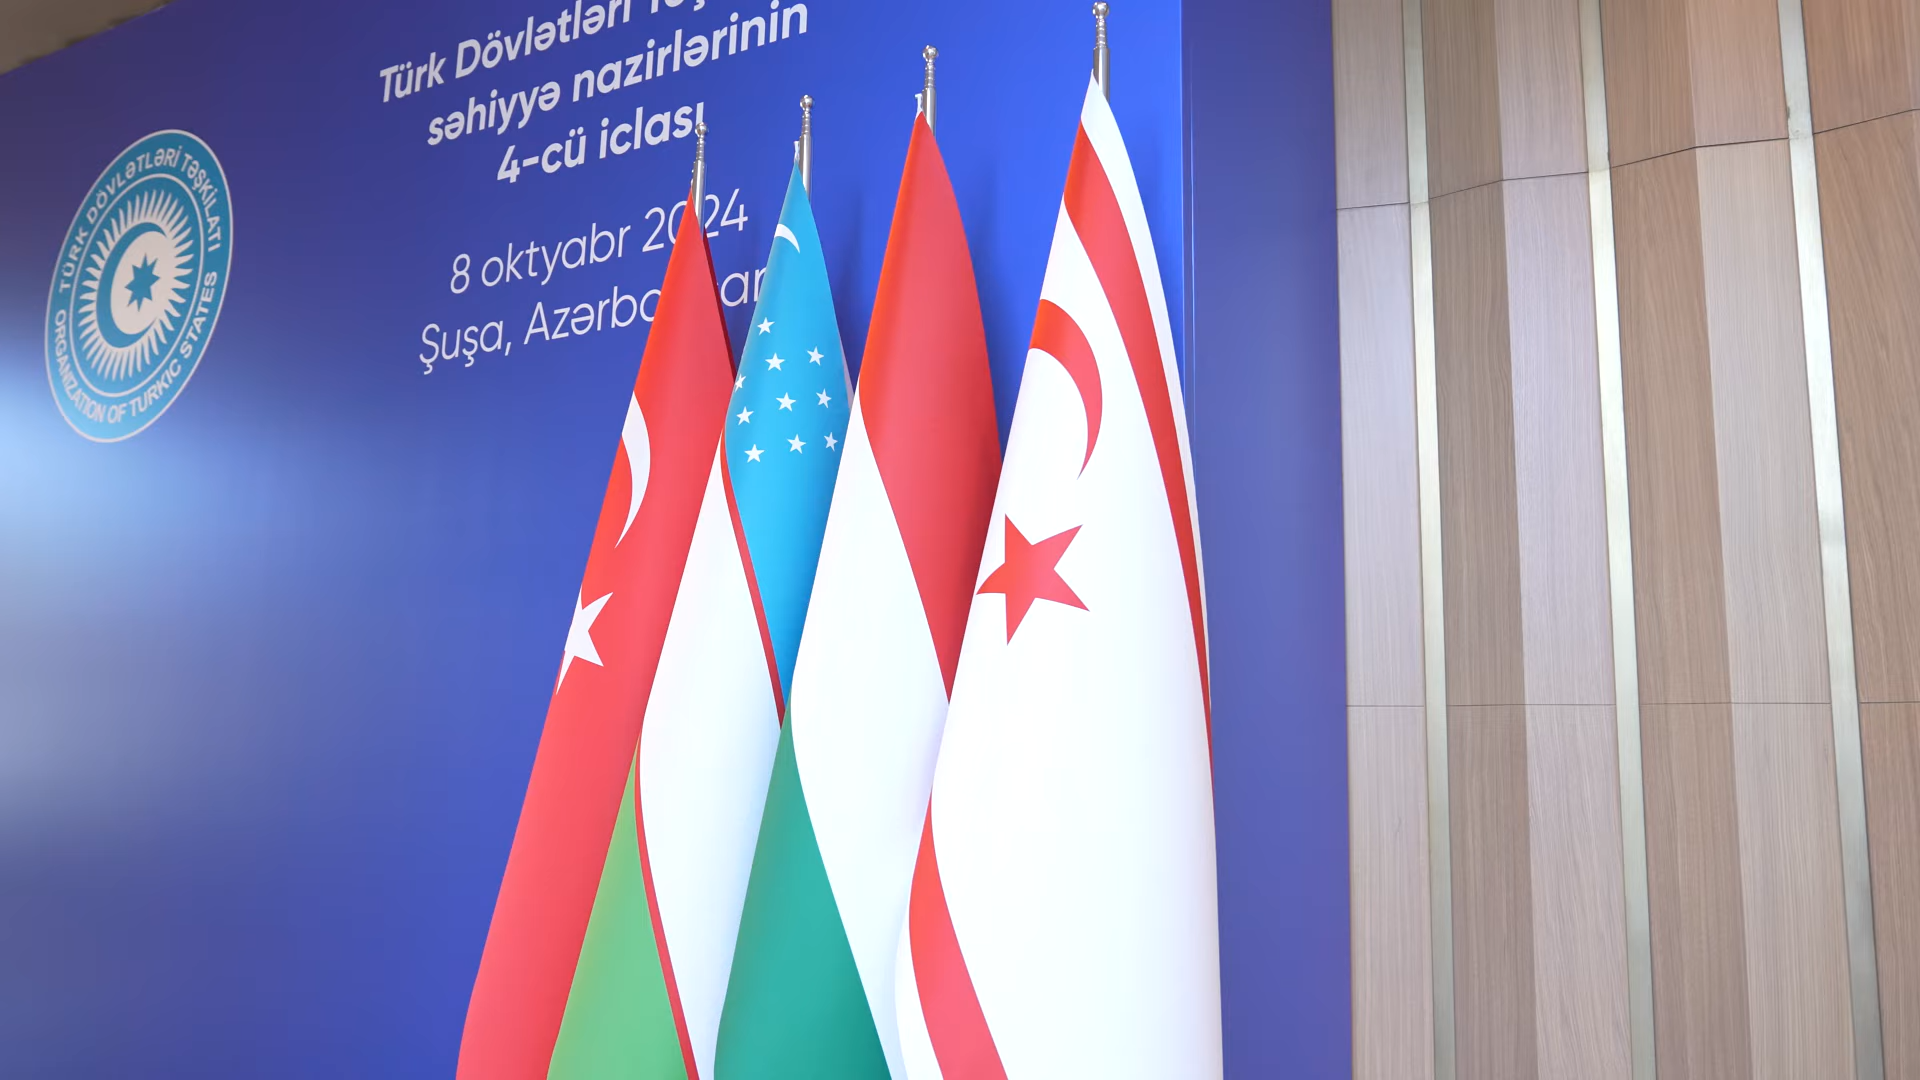 Türk Dövlətləri
səhiyyə nazirlərinin
4-cü iclası
8 oktyabr 2024
Şuşa,
TÜRK DÖVLƏTLƏRİ TƏŞKİLATI
ORGANIZATION OF TURKIC STATES